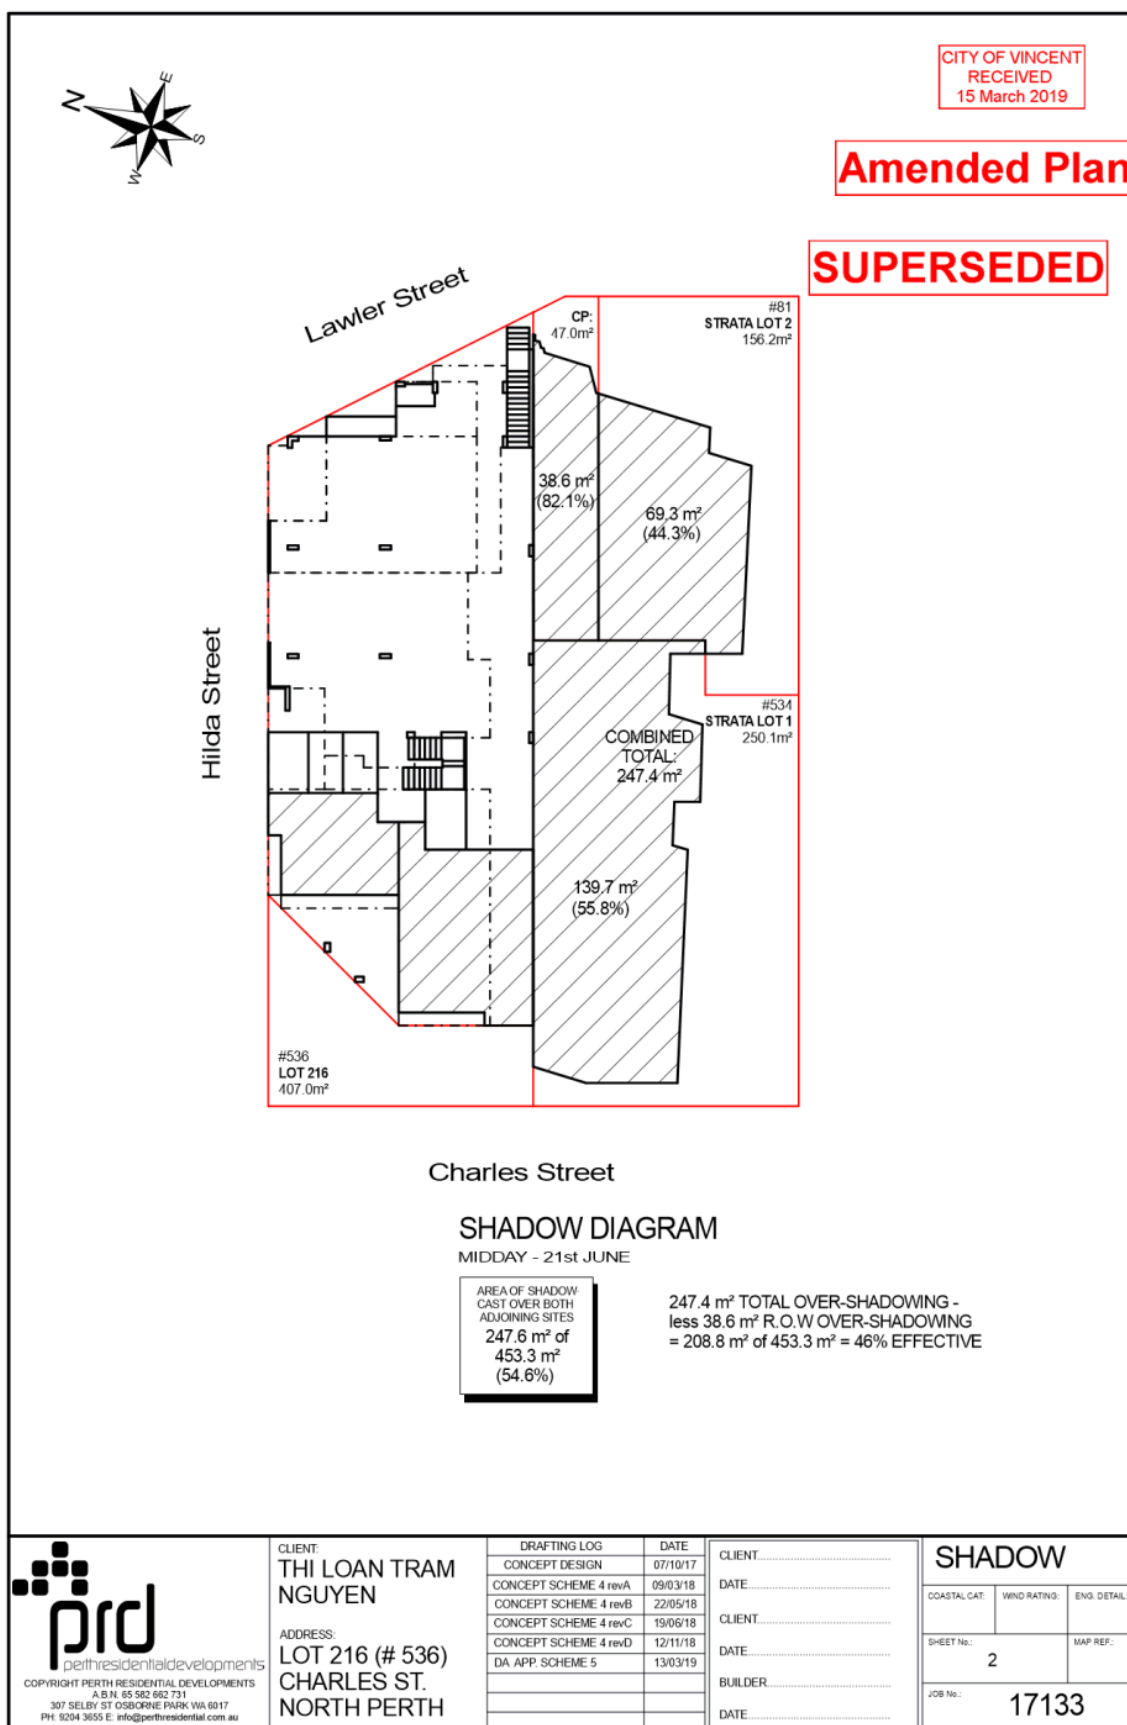 CITY OF VINCENT
RECEIVED
15 March 2019
Amended Plan
SUPERSEDED
N
E
S
W
Lawler Street
CP:
47.0m²
#81
STRATA LOT 2
156.2m²
38.6 m²
(82.1%)
69.3 m²
(44.3%)
Hilda Street
#534
STRATA LOT 1
250.1m²
COMBINED
TOTAL:
247.4 m²
139.7 m²
(55.8%)
#536
LOT 216
407.0m²
Charles Street
SHADOW DIAGRAM
MIDDAY - 21st JUNE
AREA OF SHADOW
CAST OVER BOTH
ADJOINING SITES
247.6 m² of
453.3 m²
(54.6%)
247.4 m² TOTAL OVER-SHADOWING -
less 38.6 m² R.O.W OVER-SHADOWING
= 208.8 m² of 453.3 m² = 46% EFFECTIVE
prd
perthresidentialdevelopments
COPYRIGHT PERTH RESIDENTIAL DEVELOPMENTS
A.B.N. 65 582 662 731
307 SELBY ST OSBORNE PARK WA 6017
PH: 9204 3655 E: info@perthresidential.com.au
CLIENT:
THI LOAN TRAM
NGUYEN
ADDRESS:
LOT 216 (# 536)
CHARLES ST.
NORTH PERTH
DRAFTING LOG DATE
CONCEPT DESIGN 07/10/17
CONCEPT SCHEME 4 revA 09/03/18
CONCEPT SCHEME 4 revB 22/05/18
CONCEPT SCHEME 4 revC 19/06/18
CONCEPT SCHEME 4 revD 12/11/18
DA APP. SCHEME 5 13/03/19
CLIENT
DATE
CLIENT
DATE
BUILDER
DATE
SHADOW
COASTAL CAT: WIND RATING: ENG. DETAIL:
SHEET No.: MAP REF.:
2
JOB No.:
17133